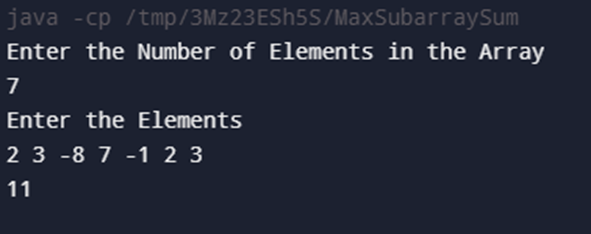 java -cp /tmp/3Mz23ESh5S/MaxSubarraySum
Enter the Number of Elements in the Array
7
Enter the Elements
2 3 -8 7 -1 2 3
11